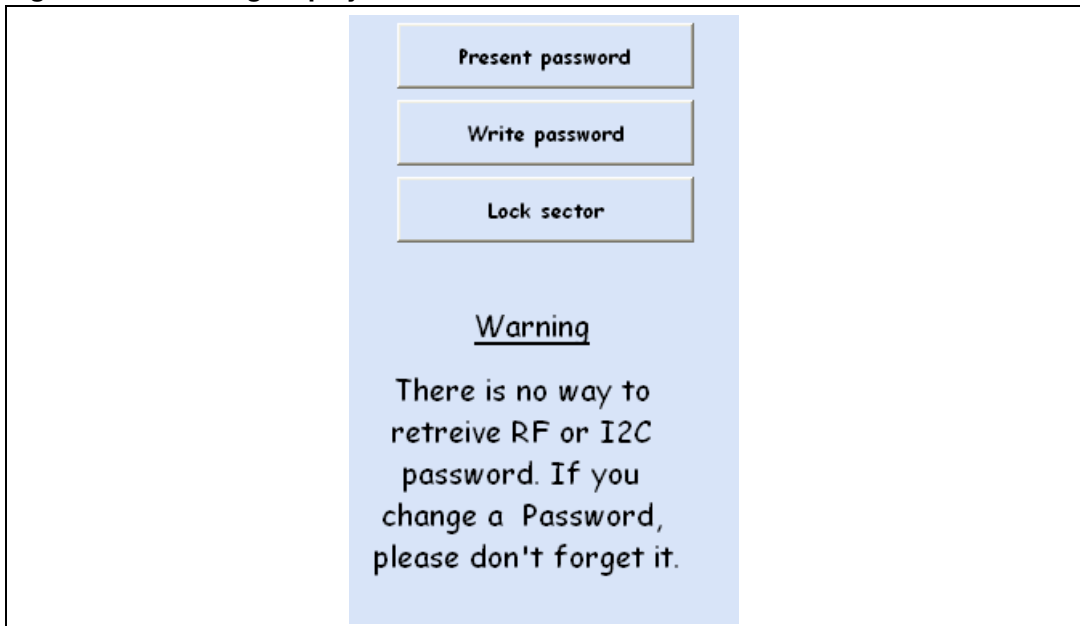 Present password
Write password
Lock sector
Warning
There is no way to
retreive RF or I2C
password. If you
change a  Password,
please don't forget it.